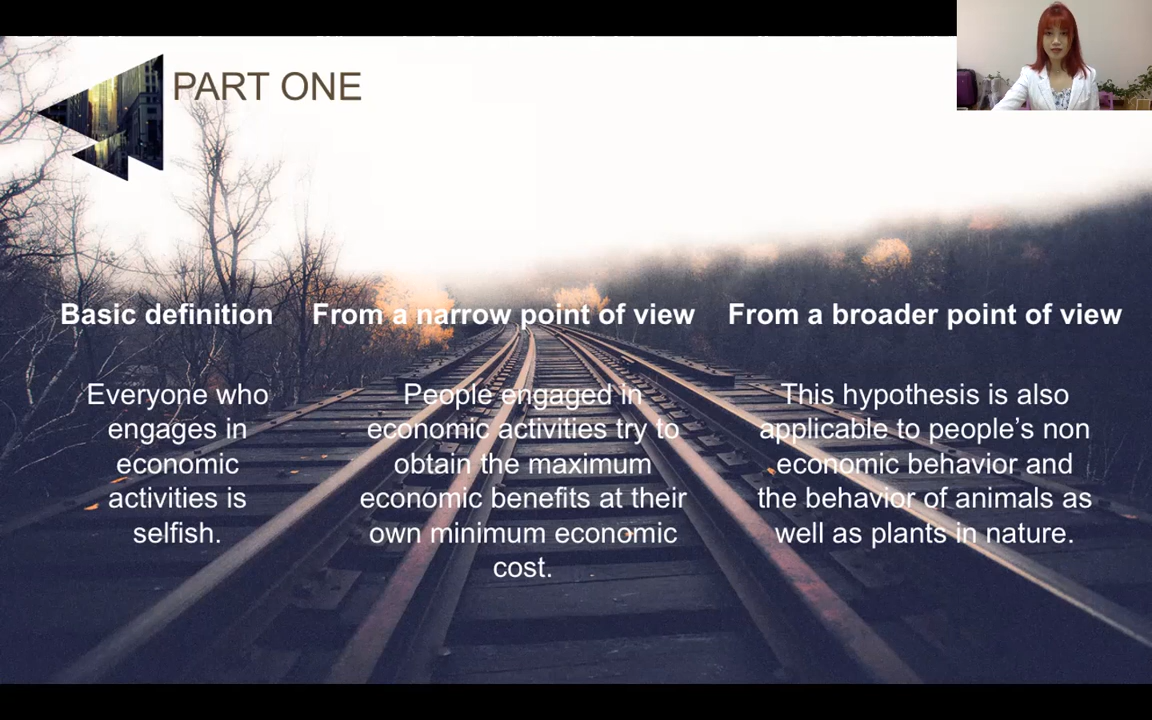 PART ONE
Basic definition
Everyone who
engages in
economic
activities is
selfish.
From a narrow point of view
People engaged in
economic activities try to
obtain the maximum
economic benefits at their
own minimum economic
cost.
From a broader point of view
This hypothesis is also
applicable to people’s non
economic behavior and
the behavior of animals as
well as plants in nature.